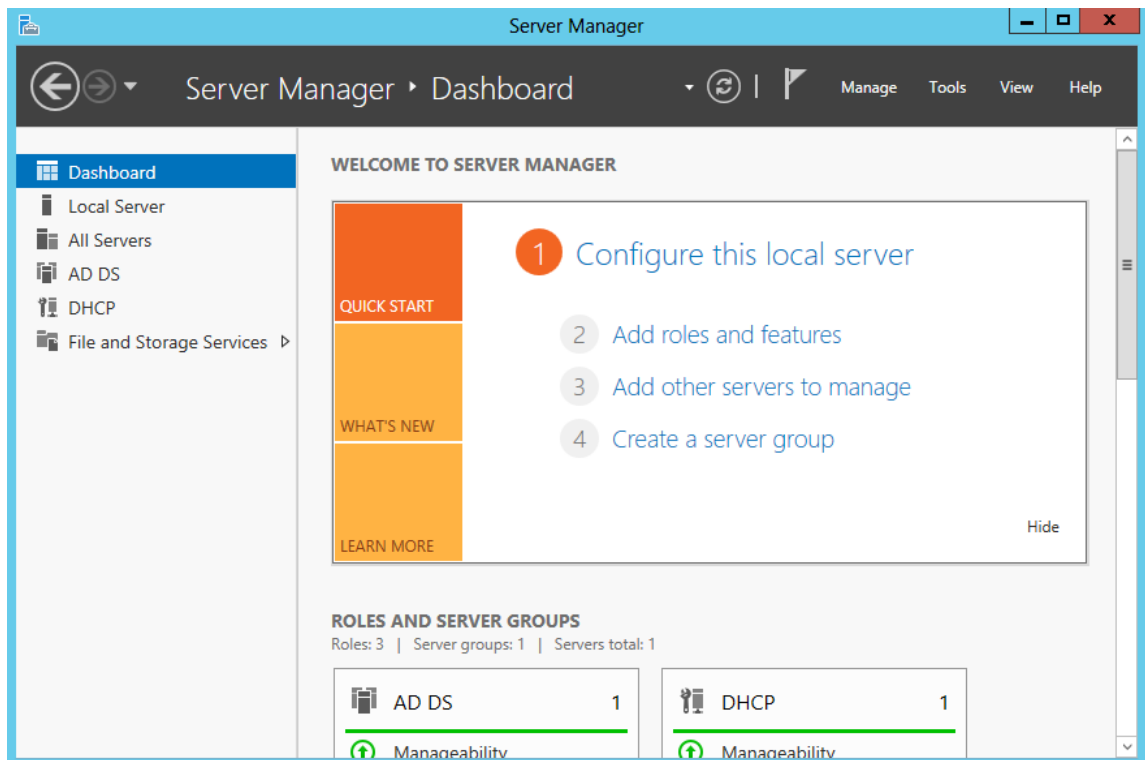 Server Manager
Server Manager ‣ Dashboard
Manage Tools View Help
Dashboard
Local Server
All Servers
AD DS
DHCP
File and Storage Services
WELCOME TO SERVER MANAGER
QUICK START
WHAT'S NEW
LEARN MORE
1 Configure this local server
2 Add roles and features
3 Add other servers to manage
4 Create a server group
Hide
ROLES AND SERVER GROUPS
Roles: 3 | Server groups: 1 | Servers total: 1
AD DS 1
Manageability
DHCP 1
Manageability